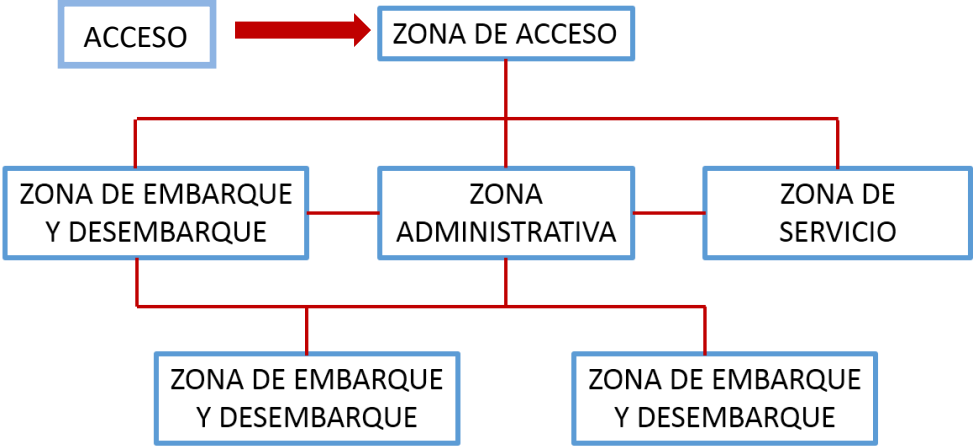 ACCESO
ZONA DE ACCESO
ZONA DE EMBARQUE
Y DESEMBARQUE
ZONA
ADMINISTRATIVA
ZONA DE
SERVICIO
ZONA DE EMBARQUE
Y DESEMBARQUE
ZONA DE EMBARQUE
Y DESEMBARQUE